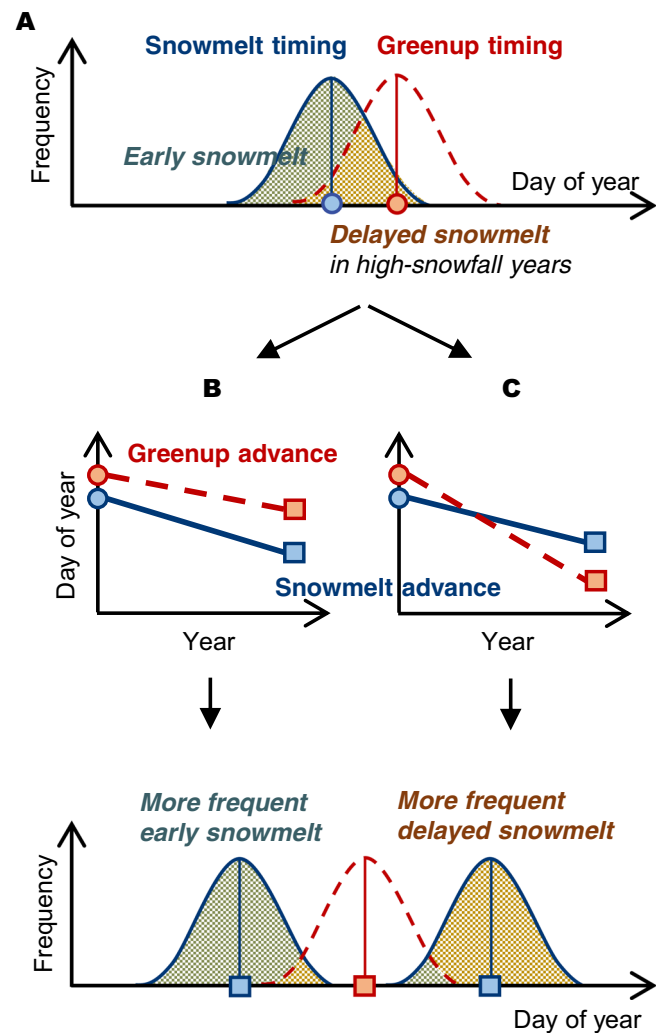 A
Snowmelt timing
Greenup timing
Frequency
Early snowmelt
Day of year
Delayed snowmelt
in high-snowfall years
B
C
Greenup advance
Day of year
Snowmelt advance
Year
Year
More frequent
early snowmelt
More frequent
delayed snowmelt
Frequency
Day of year